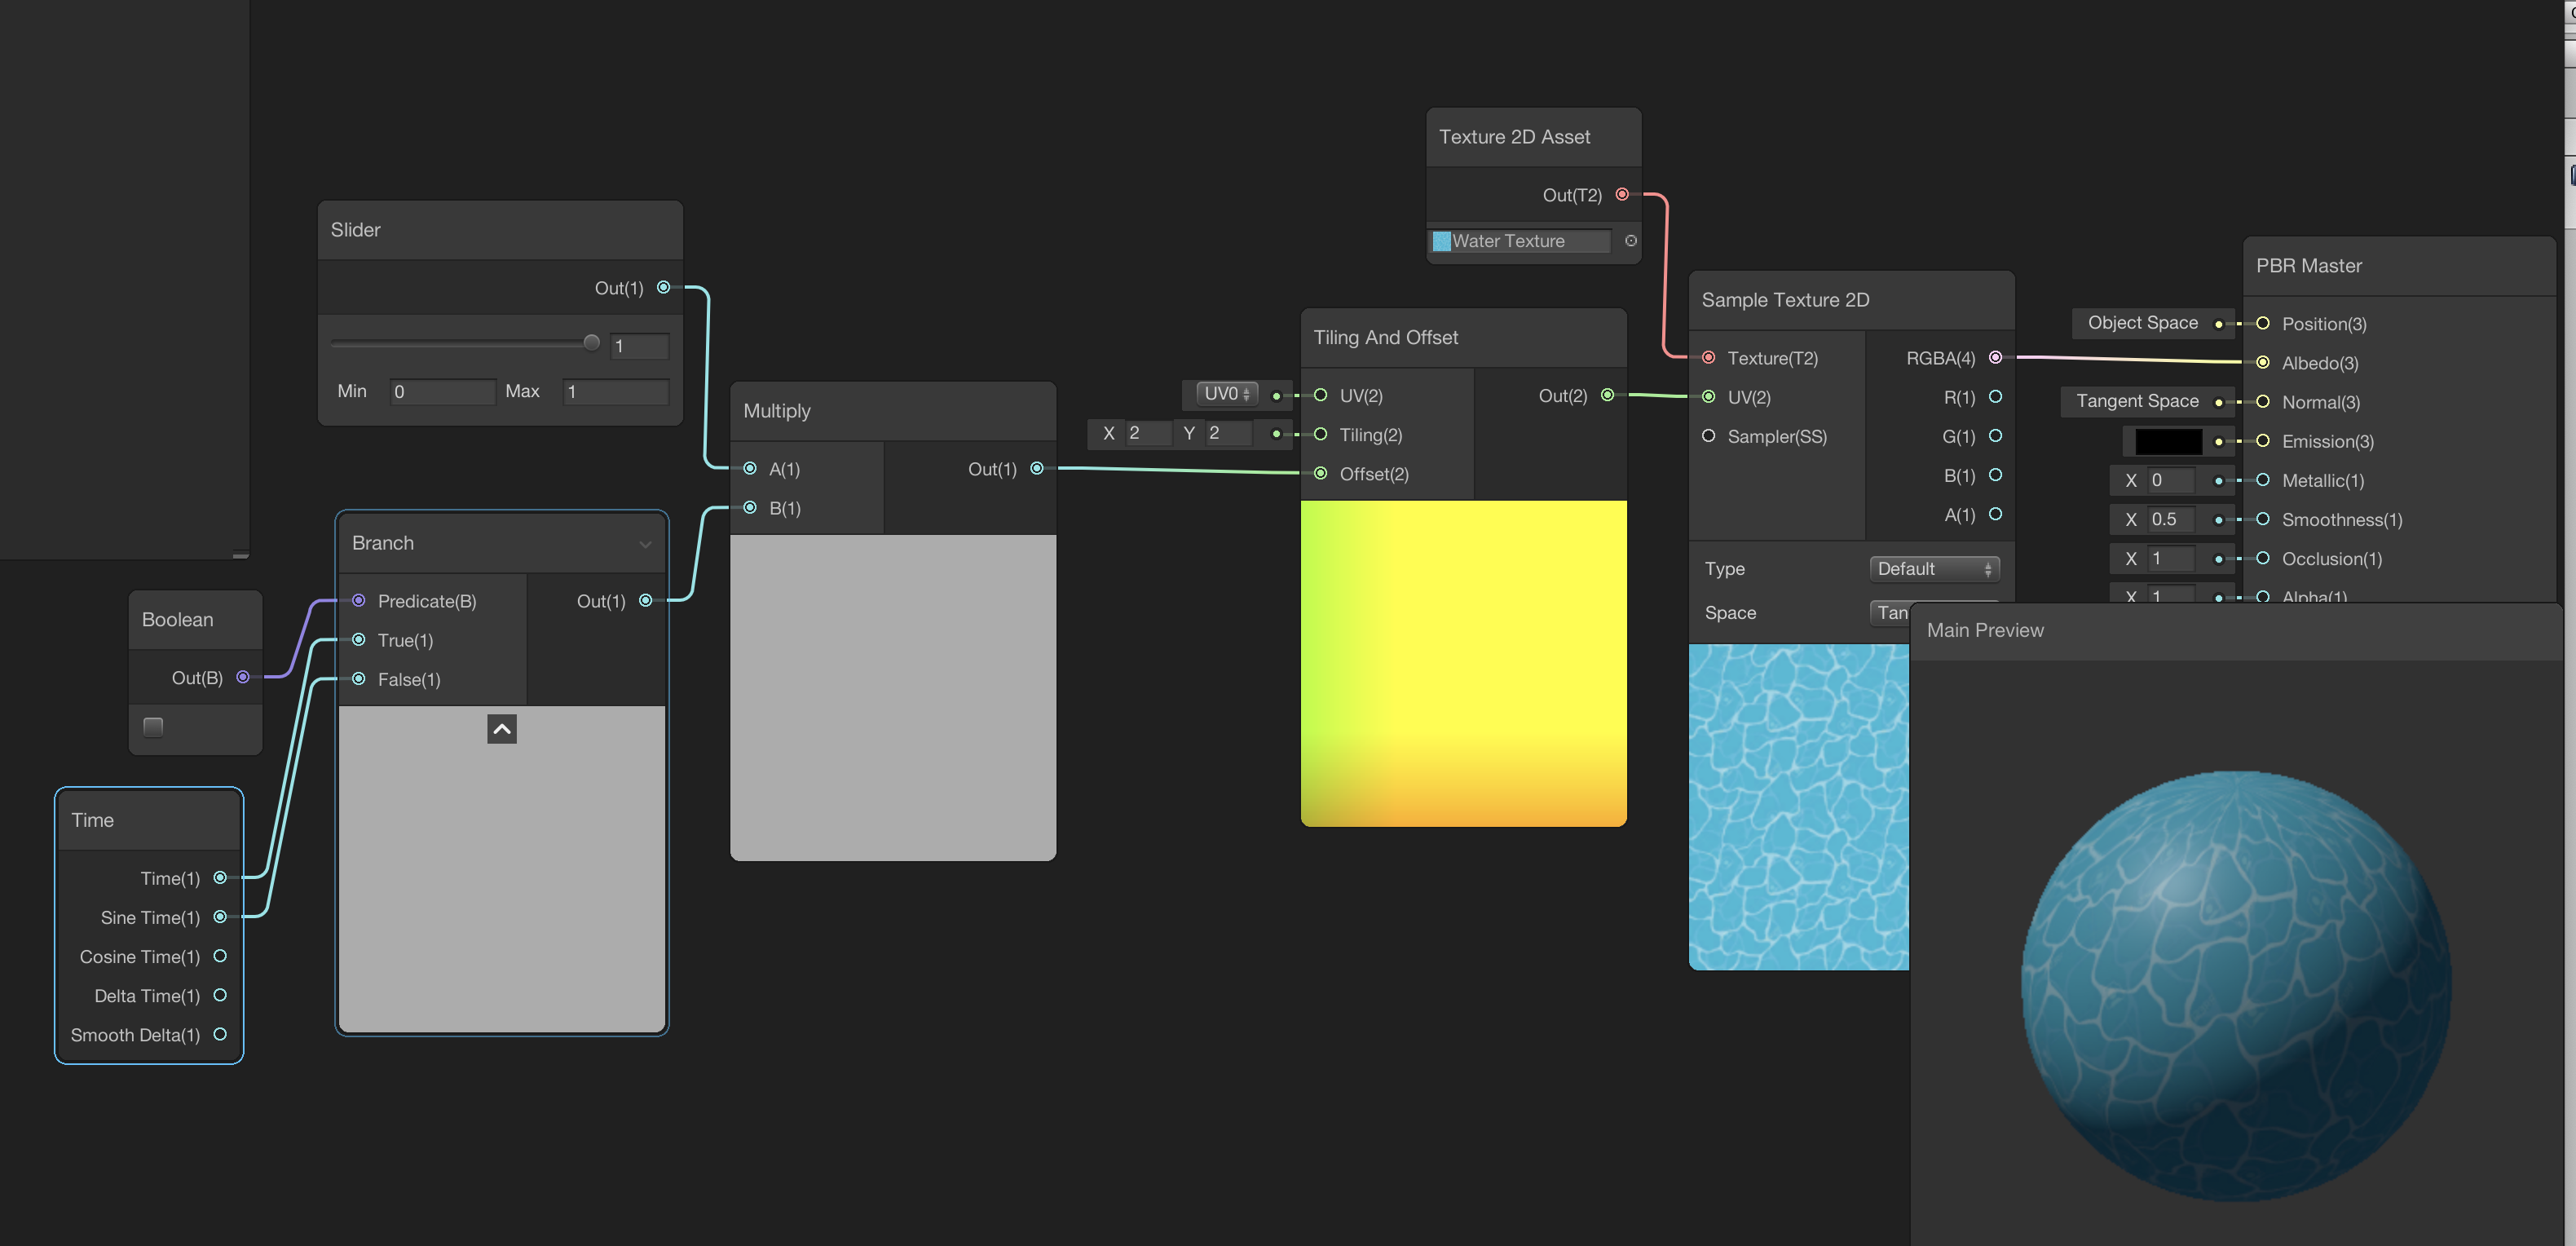 Texture 2D Asset
Out(T2)
Water Texture
Slider
Out(1)
1
Min 0 Max 1
Multiply
A(1) Out(1)
B(1)
Branch
Predicate(B) Out(1)
True(1)
False(1)
Boolean
Out(B)
Time
Time(1)
Sine Time(1)
Cosine Time(1)
Delta Time(1)
Smooth Delta(1)
Tiling And Offset
UV0 UV(2) Out(2)
X 2 Y 2 Tiling(2)
Offset(2)
Sample Texture 2D
Texture(T2) RGBA(4)
UV(2) R(1)
Sampler(SS) G(1)
B(1)
A(1)
Type Default
Space Tan
PBR Master
Object Space Position(3)
Albedo(3)
Tangent Space Normal(3)
Emission(3)
X 0 Metallic(1)
X 0.5 Smoothness(1)
X 1 Occlusion(1)
X 1 Alpha(1)
Main Preview